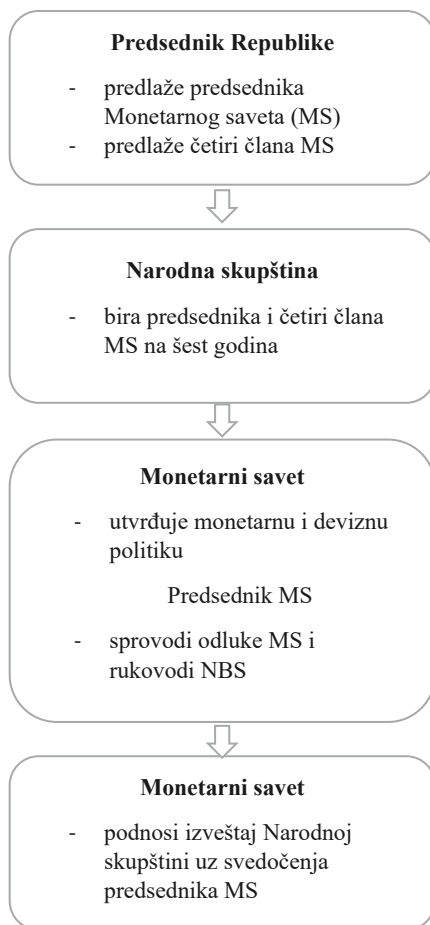 Predsednik Republike
- predlaže predsednika
Monetarnog saveta (MS)
- predlaže četiri člana MS
Narodna skupština
- bira predsednika i četiri člana
MS na šest godina
Monetarni savet
- utvrđuje monetarnu i deviznu
politiku
Predsednik MS
- sprovodi odluke MS i
rukovodi NBS
Monetarni savet
- podnosi izveštaj Narodnoj
skupštini uz svedočenja
predsednika MS